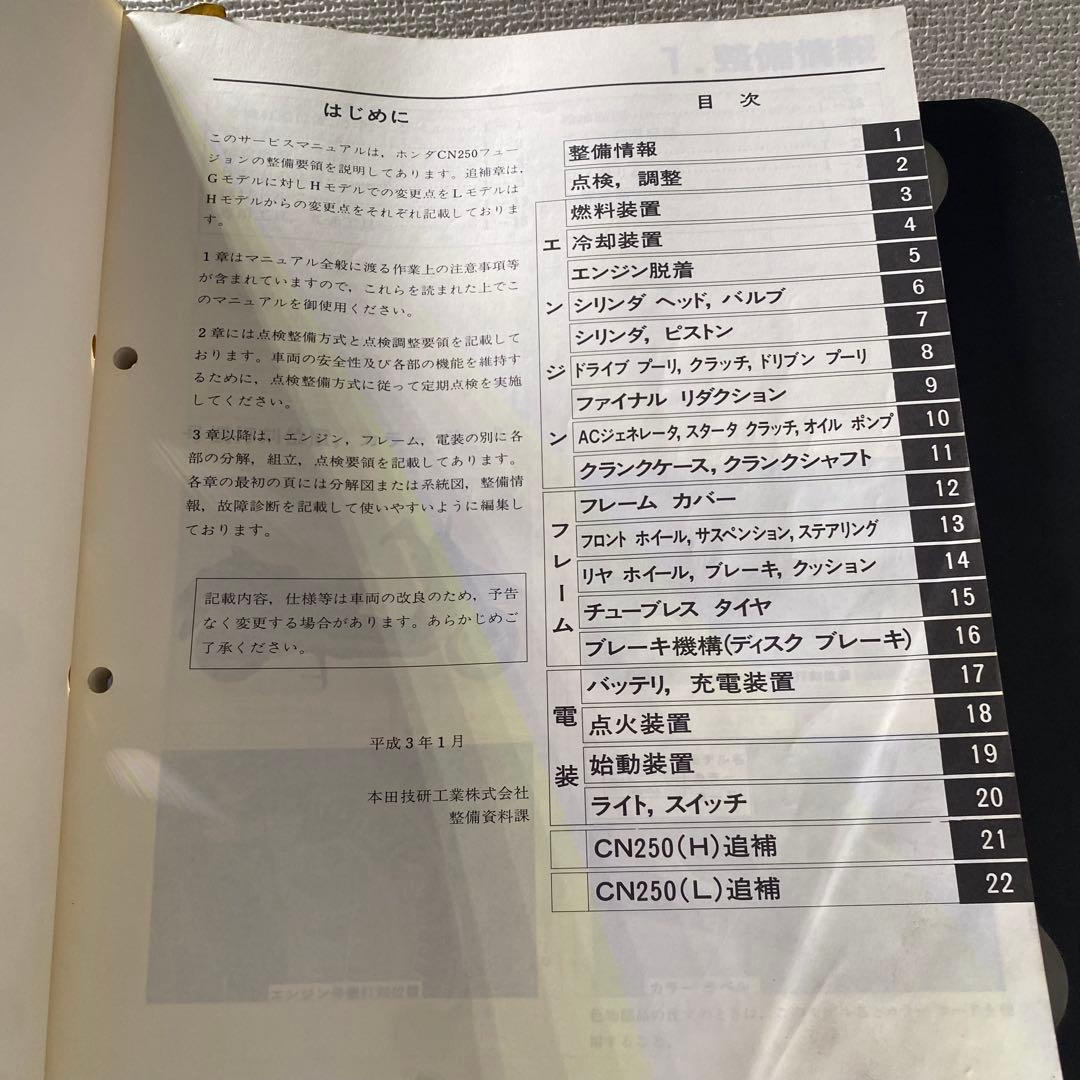 はじめに
このサービスマニュアルは，ホンダCN250フュー
ジョンの整備要領を説明してあります。追補章は，
Gモデルに対しHモデルでの変更点をLモデルは
Hモデルからの変更点をそれぞれ記載しておりま
す。
1章はマニュアル全般に渡る作業上の注意事項等
が含まれていますので，これらを読まれた上でこ
のマニュアルを御使用ください。
2章には点検整備方式と点検調整要領を記載して
おります。車両の安全性及び各部の機能を維持す
るために，点検整備方式に従って定期点検を実施
してください。
3章以降は，エンジン，フレーム，電装の別に各
部の分解，組立，点検要領を記載してあります。
各章の最初の頁には分解図または系統図，整備情
報，故障診断を記載して使いやすいように編集し
ております。
記載内容，仕様等は車両の改良のため，予告
なく変更する場合があります。あらかじめご
了承ください。
平成3年1月
本田技研工業株式会社
整備資料課
目 次
整備情報 1
点検，調整 2
エンジン
燃料装置 3
冷却装置 4
エンジン脱着 5
シリンダ ヘッド，バルブ 6
シリンダ，ピストン 7
ドライブ プーリ，クラッチ，ドリブン プーリ 8
ファイナル リダクション 9
ACジェネレータ，スタータ クラッチ，オイル ポンプ 10
クランクケース，クランクシャフト 11
フレーム
フレーム カバー 12
フロント ホイール，サスペンション，ステアリング 13
リヤ ホイール，ブレーキ，クッション 14
チューブレス タイヤ 15
ブレーキ機構（ディスク ブレーキ） 16
電装
バッテリ，充電装置 17
点火装置 18
始動装置 19
ライト，スイッチ 20
CN250（H）追補 21
CN250（L）追補 22